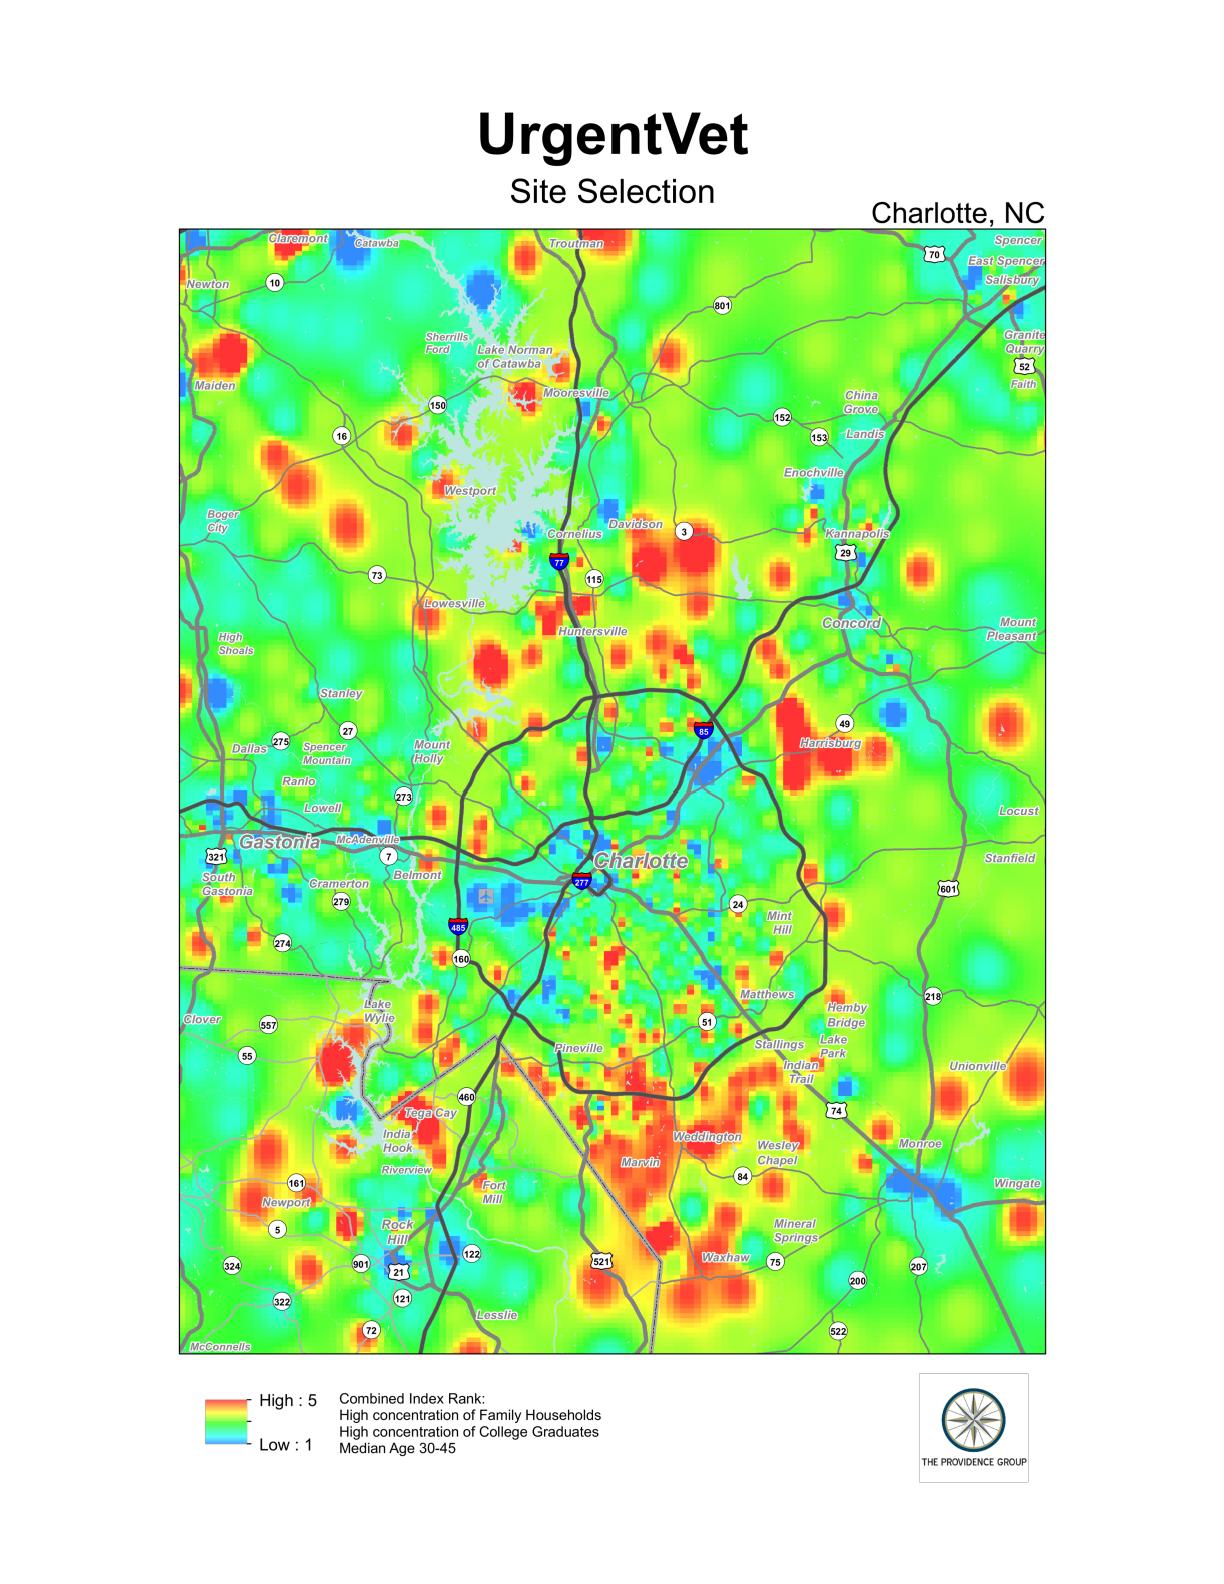 UrgentVet
Site Selection
Charlotte, NC
Claremont
Catawba
Troutman
70
Spencer
East Spencer
Salisbury
Newton
10
801
Sherrills
Ford
Lake Norman
of Catawba
Granite
Quarry
52
Faith
Maiden
Mooresville
China
Grove
150
152
153
Landis
16
Enochville
Westport
Boger
City
Cornelius
Davidson
3
Kannapolis
29
77
73
115
Lowesville
Concord
Mount
Pleasant
High
Shoals
Huntersville
Stanley
27
85
49
Harrisburg
Dallas
275
Spencer
Mountain
Mount
Holly
Ranlo
273
Lowell
Locust
Gastonia
McAdenville
321
7
Charlotte
Stanfield
South
Gastonia
Belmont
Cramerton
277
279
601
24
Mint
Hill
485
274
160
Matthews
218
Lake
Wylie
Hemby
Bridge
Clover
557
51
55
Pineville
Stallings
Lake
Park
Indian
Trail
Unionville
460
Tega Cay
74
India
Hook
Weddington
Wesley
Chapel
Monroe
Riverview
Marvin
84
161
Newport
Fort
Mill
Wingate
5
Rock
Hill
Mineral
Springs
122
Waxhaw
324
901
21
521
75
207
200
322
121
Lesslie
72
522
McConnells
High : 5
Low : 1
Combined Index Rank:
High concentration of Family Households
High concentration of College Graduates
Median Age 30-45
THE PROVIDENCE GROUP